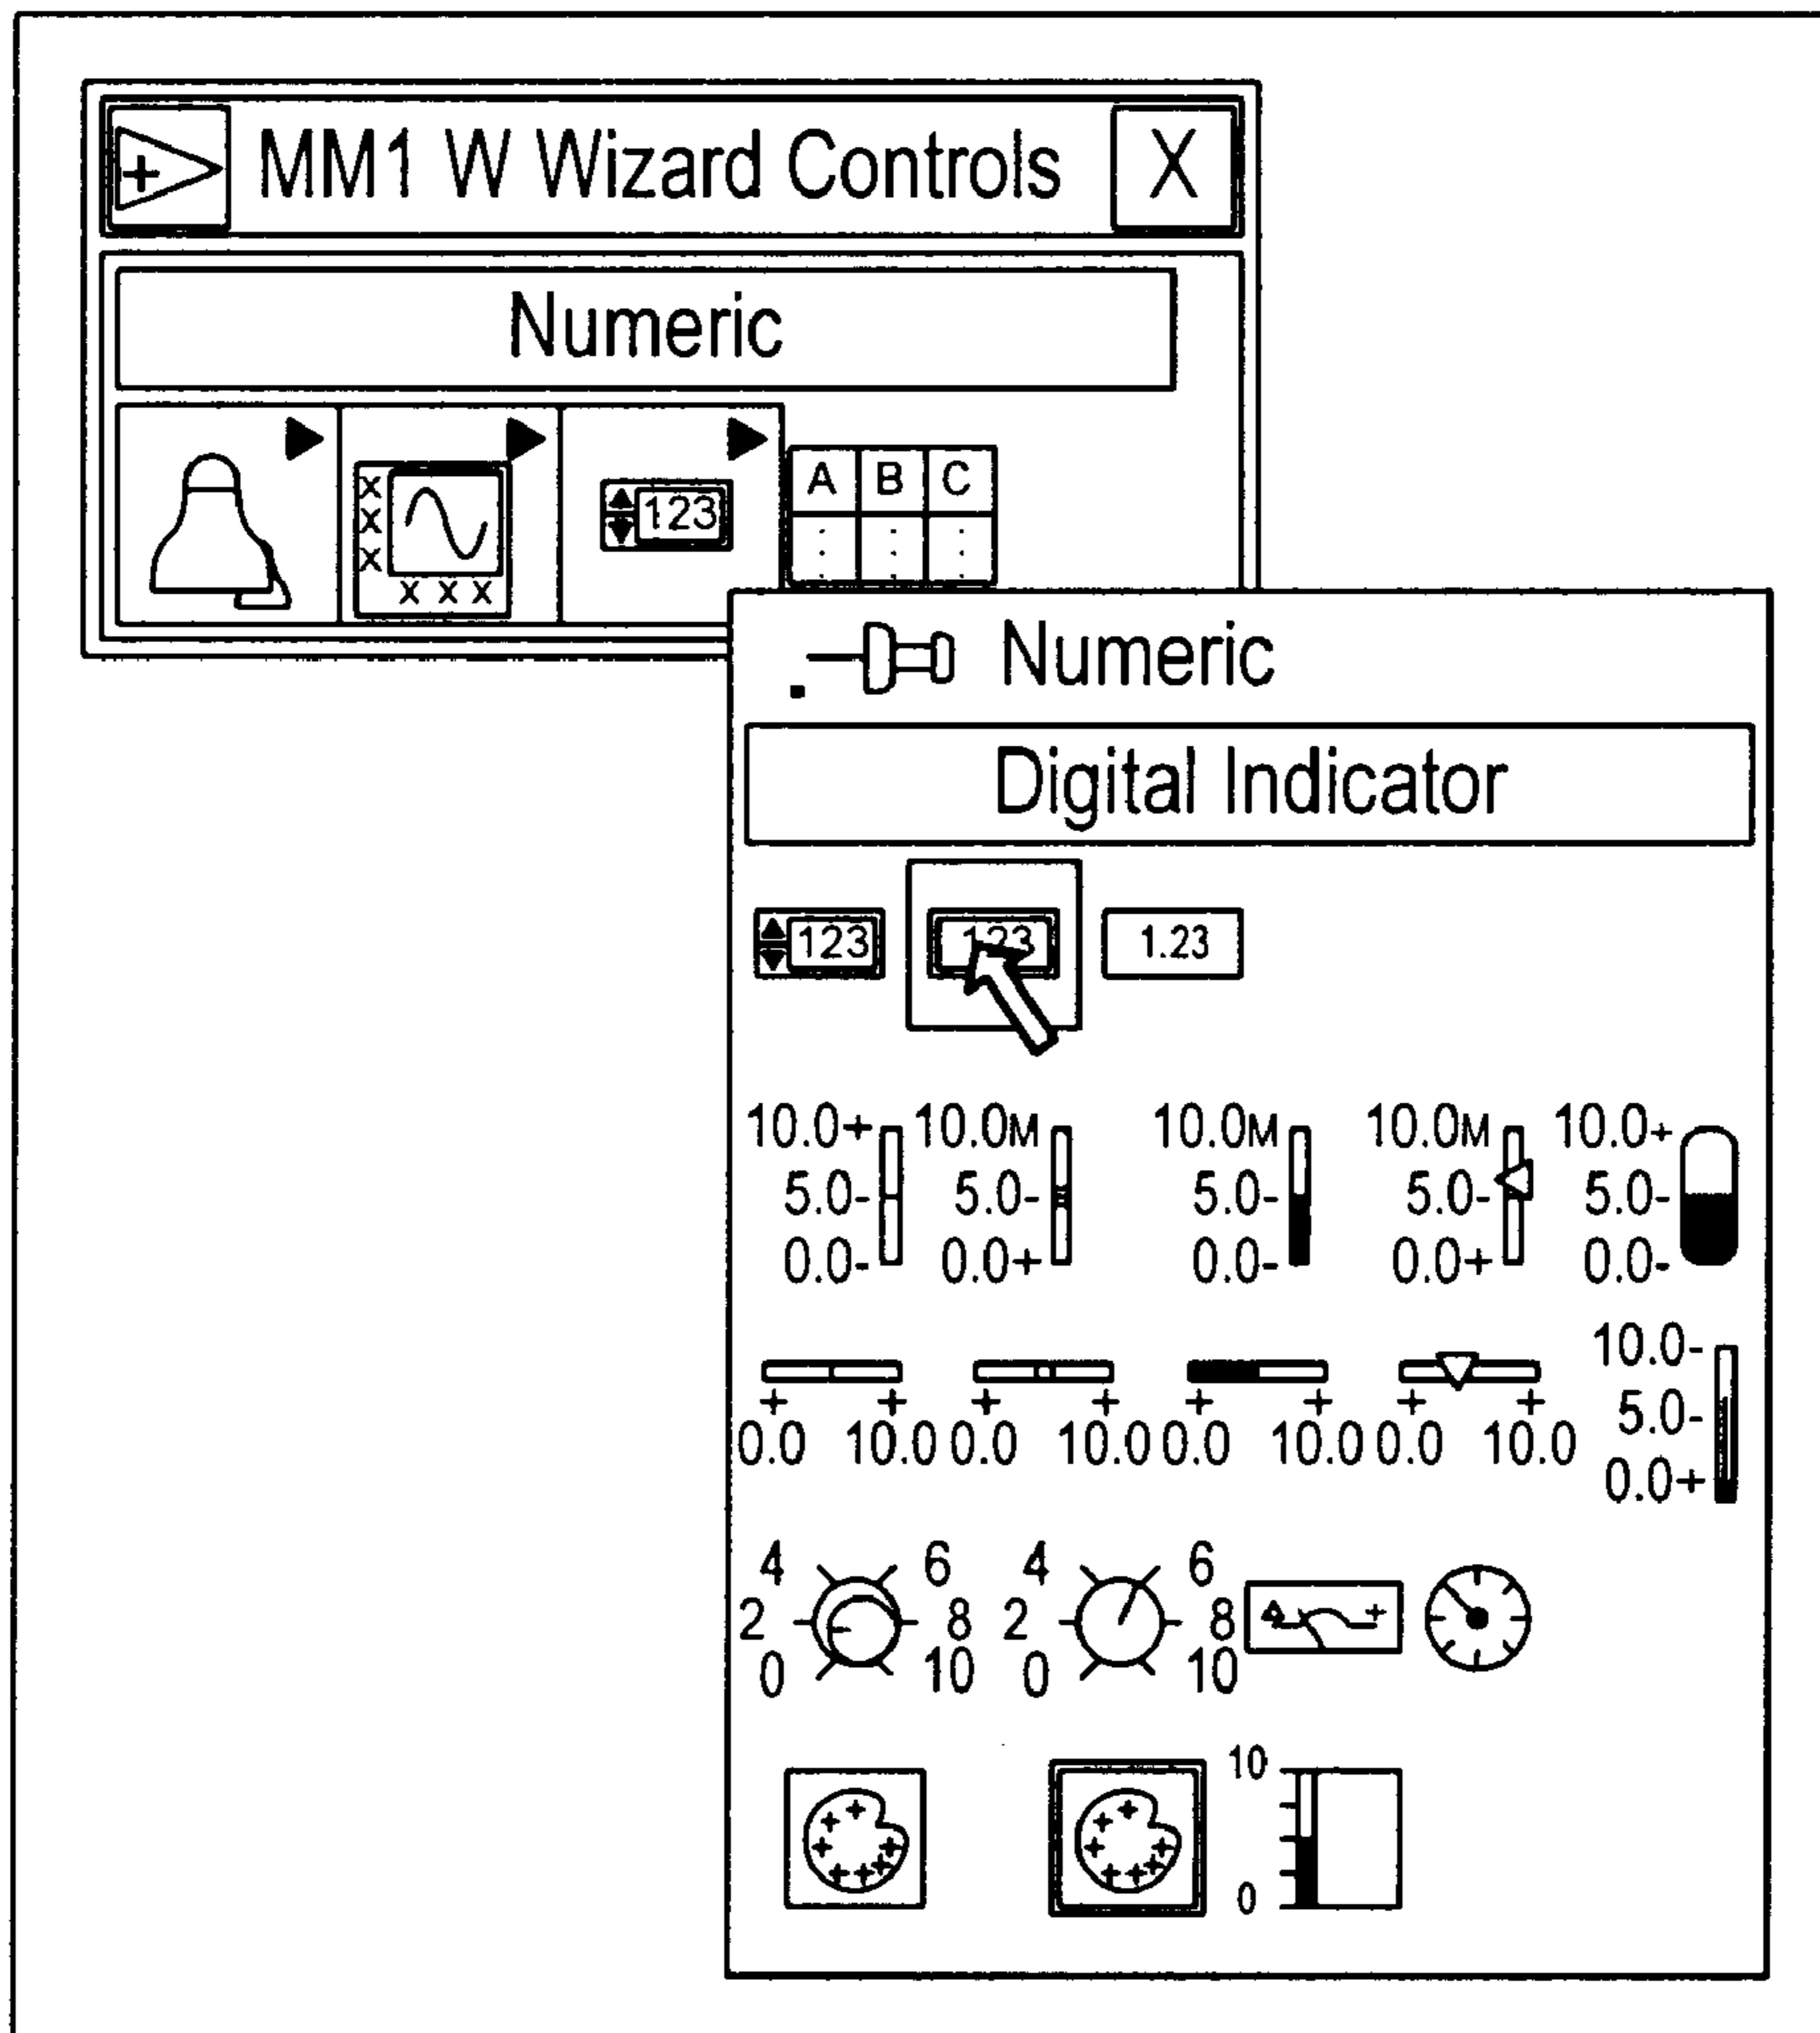 MM1 W Wizard Controls X
Numeric
A B C
x
x
x
x x x
123
Numeric
Digital Indicator
123 123 1.23
10.0+ 10.0M 10.0M 10.0M 10.0+
5.0- 5.0- 5.0- 5.0- 5.0-
0.0- 0.0+ 0.0- 0.0+ 0.0-
10.0-
5.0-
0.0+
0.0 10.0 0.0 10.0 0.0 10.0 0.0 10.0
4 6 4 6
2 8 2 8
0 10 0 10
10
0